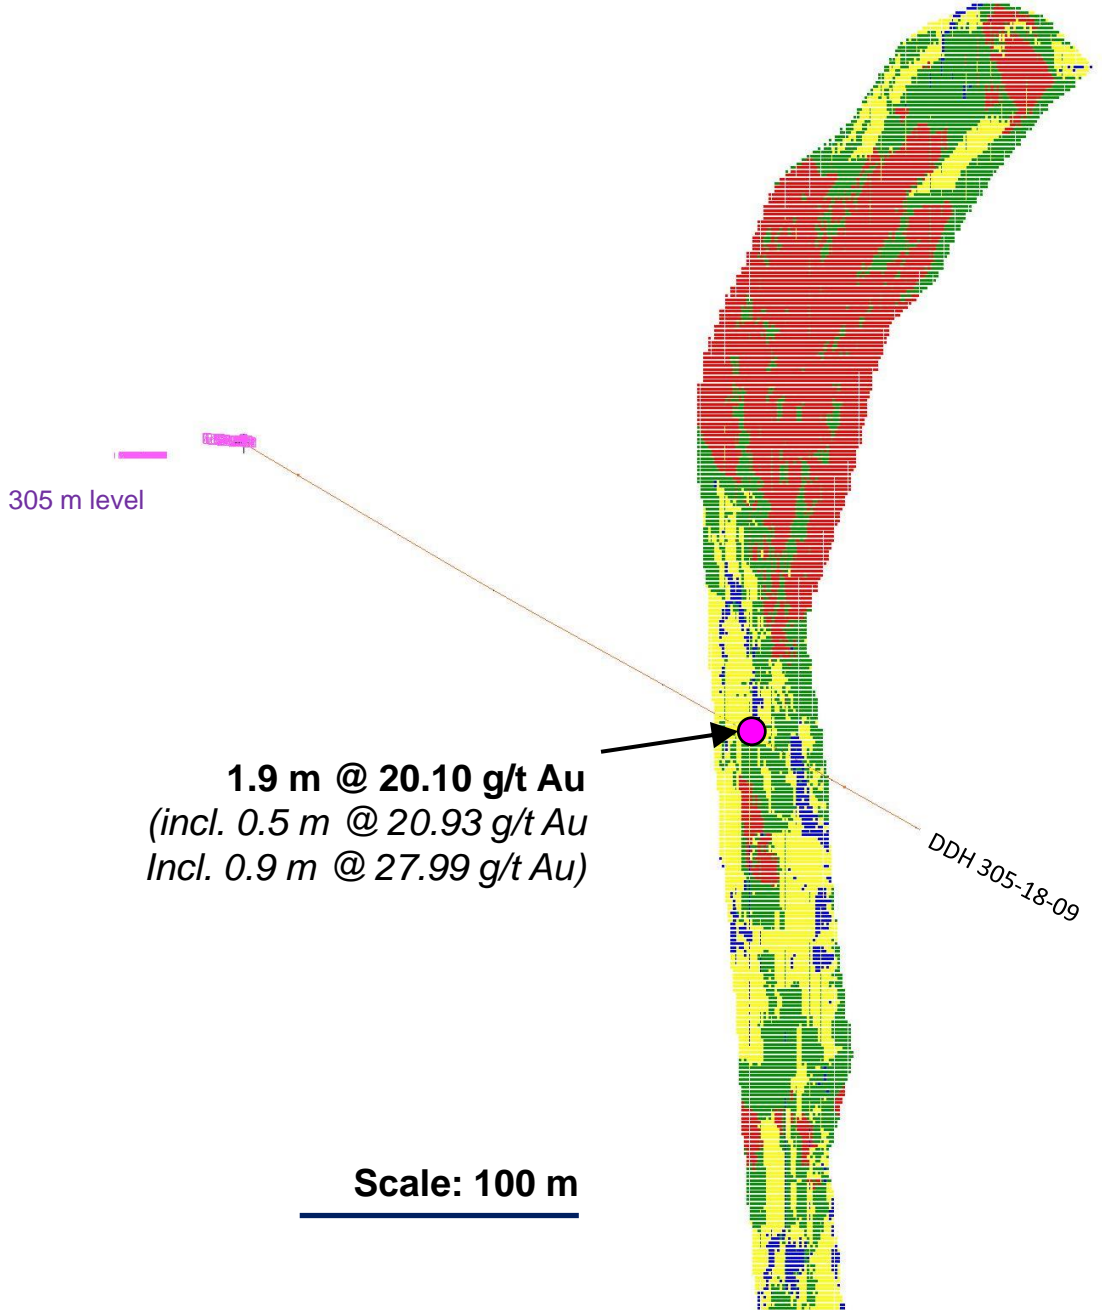 305 m level
1.9 m @ 20.10 g/t Au
(incl. 0.5 m @ 20.93 g/t Au
Incl. 0.9 m @ 27.99 g/t Au)
DDH 305-18-09
Scale: 100 m